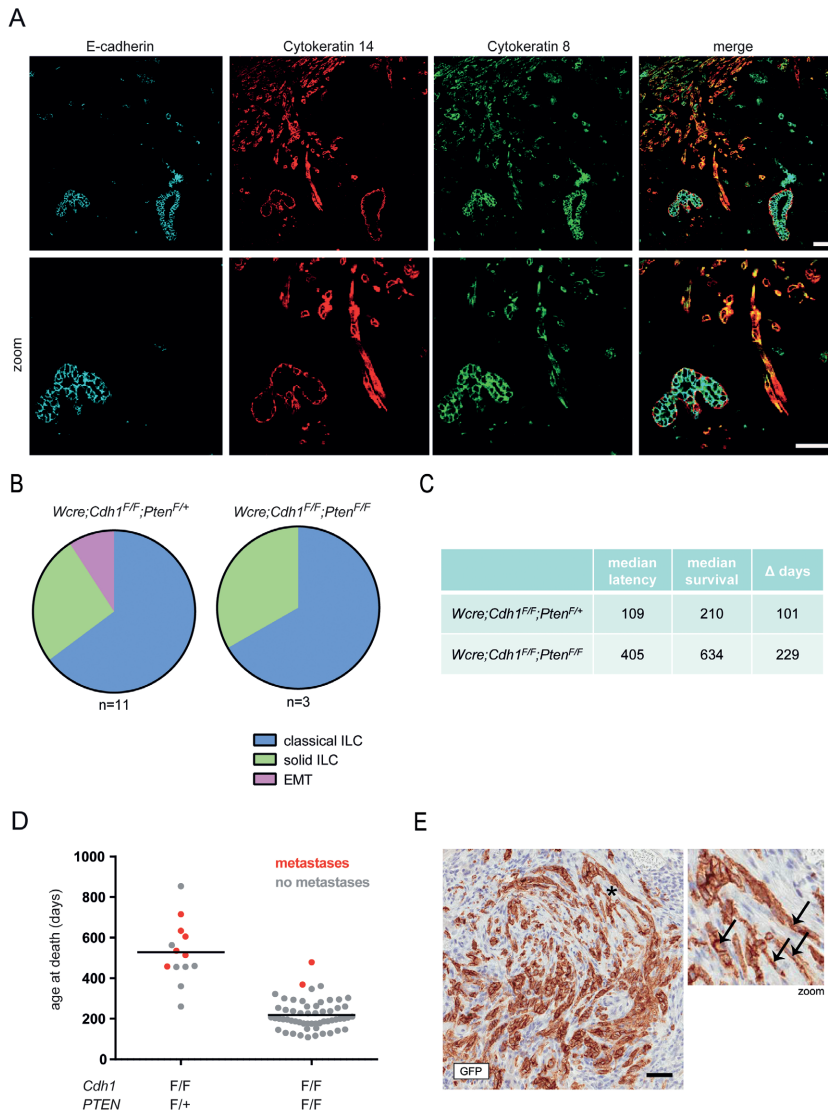 A
E-cadherin
Cytokeratin 14
Cytokeratin 8
merge
zoom
B
Wcre;Cdh1F/F;PtenF/+
Wcre;Cdh1F/F;PtenF/F
n=11
n=3
classical ILC
solid ILC
EMT
C
median latency
median survival
Δ days
Wcre;Cdh1F/F;PtenF/+ 109 210 101
Wcre;Cdh1F/F;PtenF/F 405 634 229
D
age at death (days)
1000
800
600
400
200
0
metastases
no metastases
Cdh1 F/F F/F
PTEN F/+ F/F
E
*
GFP
zoom